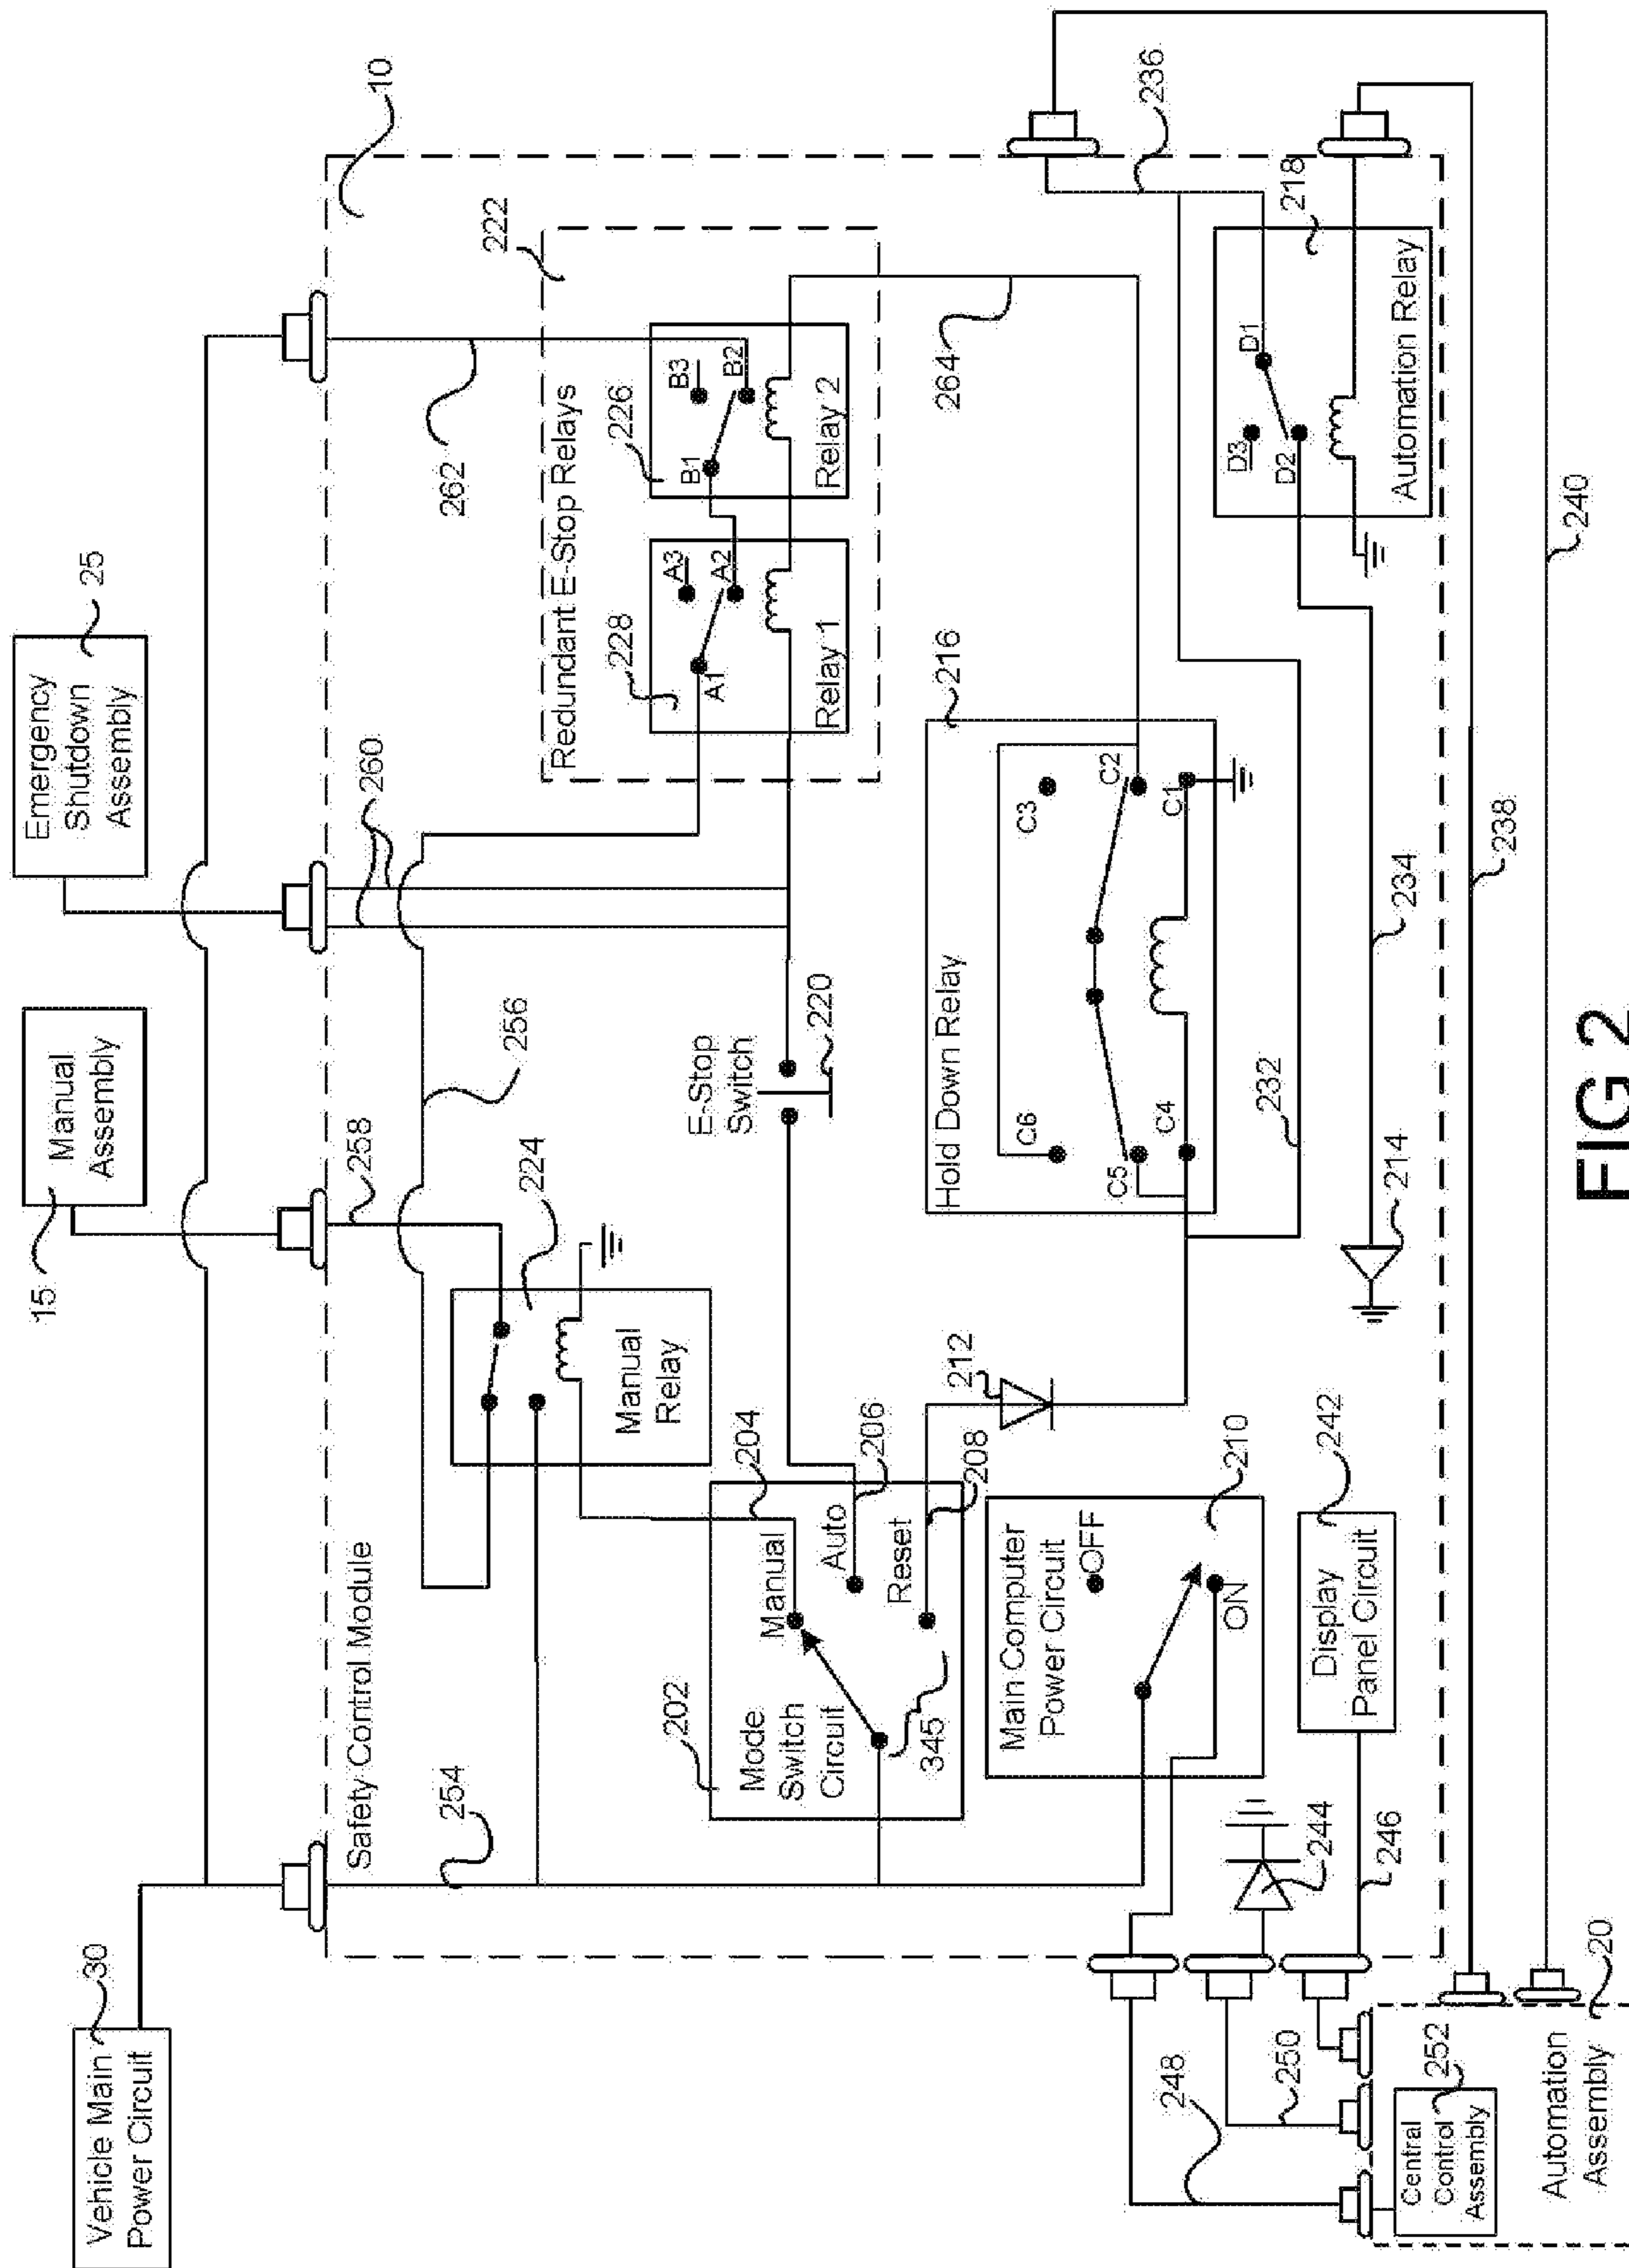 Vehicle Main
Power Circuit
30
15
Manual
Assembly
Emergency
Shutdown
Assembly
25
Safety Control Module
254
258
256
260
262
10
224
Manual
Relay
Redundant E-Stop Relays
222
228
A1
A2
A3
Relay 1
226
B1
B2
B3
Relay 2
202
Mode
Switch
Circuit
345
Manual
Auto
Reset
204
206
208
E-Stop
Switch
220
212
264
Main Computer
Power Circuit
OFF
ON
210
Hold Down Relay
216
C6
C5
C4
C3
C2
C1
232
236
244
Display
Panel Circuit
242
246
214
234
D3
D2
D1
218
Automation Relay
248
250
Central
Control
Assembly
252
Automation
Assembly
20
238
240
FIG 2